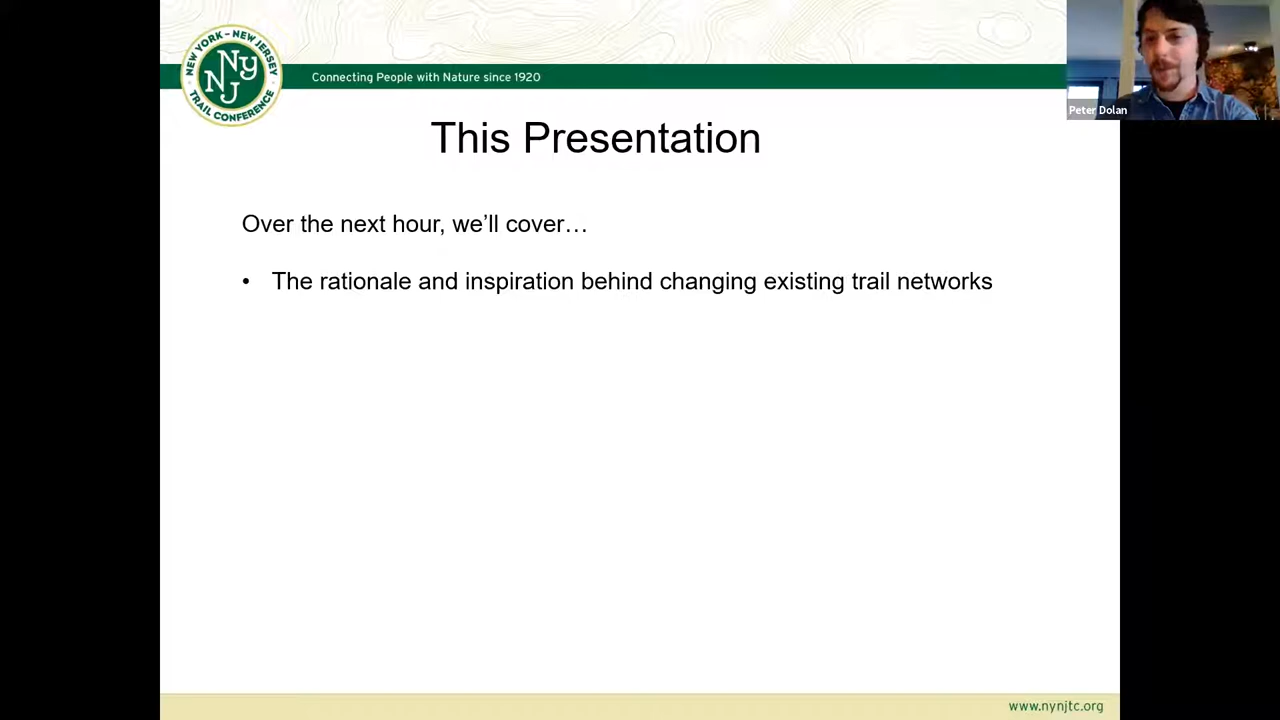 NEW YORK - NEW JERSEY
NY
NJ
TRAIL CONFERENCE
Connecting People with Nature since 1920
Peter Dolan
This Presentation
Over the next hour, we’ll cover…
• The rationale and inspiration behind changing existing trail networks
www.nynjtc.org